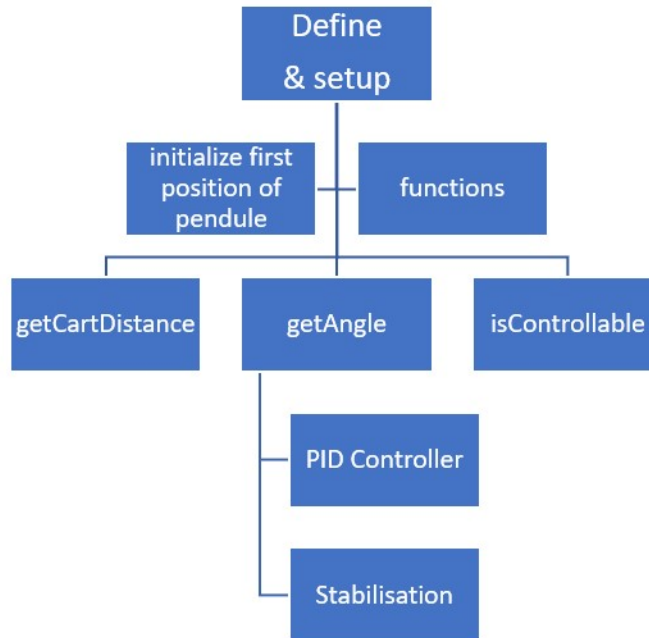 Define
& setup
initialize first
position of
pendule
functions
getCartDistance
getAngle
isControllable
PID Controller
Stabilisation